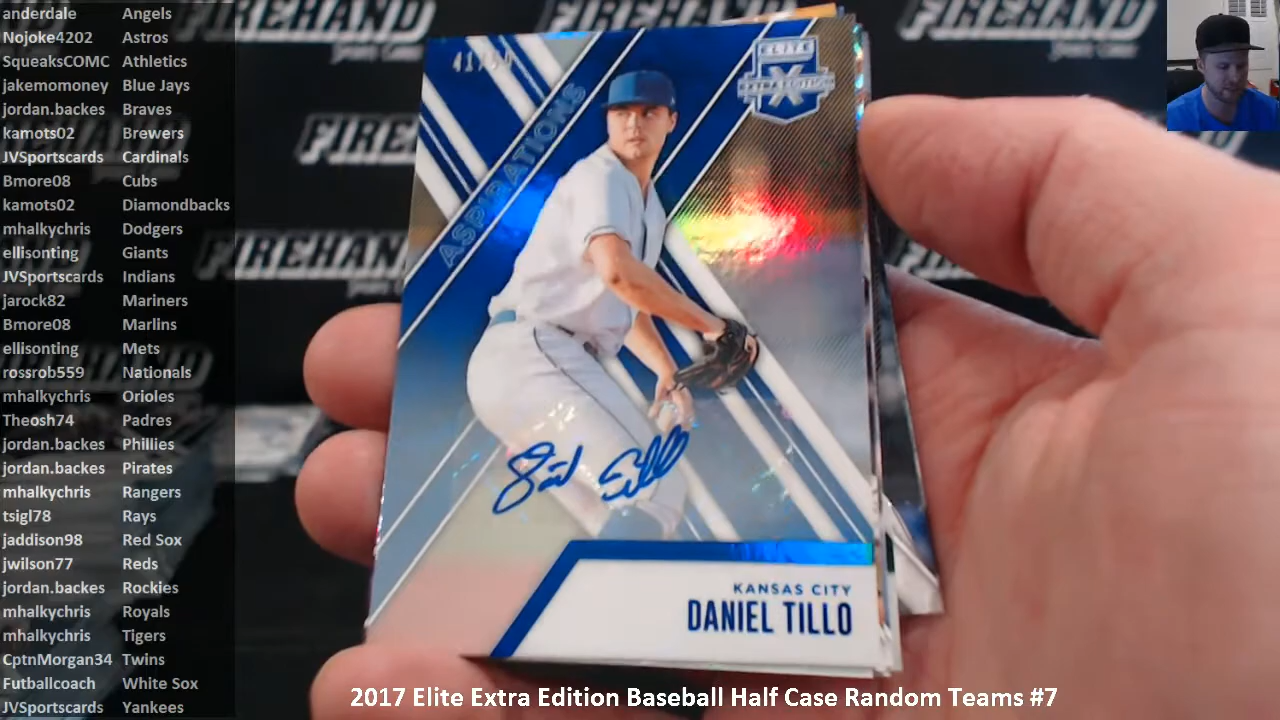 anderdale Angels
Nojoke4202 Astros
SqueaksCOMC Athletics
jakemomoney Blue Jays
jordan.backes Braves
kamots02 Brewers
JVSportscards Cardinals
Bmore08 Cubs
kamots02 Diamondbacks
mhalkychris Dodgers
ellisonting Giants
JVSportscards Indians
jarock82 Mariners
Bmore08 Marlins
ellisonting Mets
rossrob559 Nationals
mhalkychris Orioles
Theosh74 Padres
jordan.backes Phillies
jordan.backes Pirates
mhalkychris Rangers
tsigl78 Rays
jaddison98 Red Sox
jwilson77 Reds
jordan.backes Rockies
mhalkychris Royals
mhalkychris Tigers
CptnMorgan34 Twins
Futballcoach White Sox
JVSportscards Yankees
FIREHAND
FIREHAND
FIREHAND
FIREHAND
ELITE
EXTRA EDITION
X
ASPIRATIONS
KANSAS CITY
DANIEL TILLO
2017 Elite Extra Edition Baseball Half Case Random Teams #7